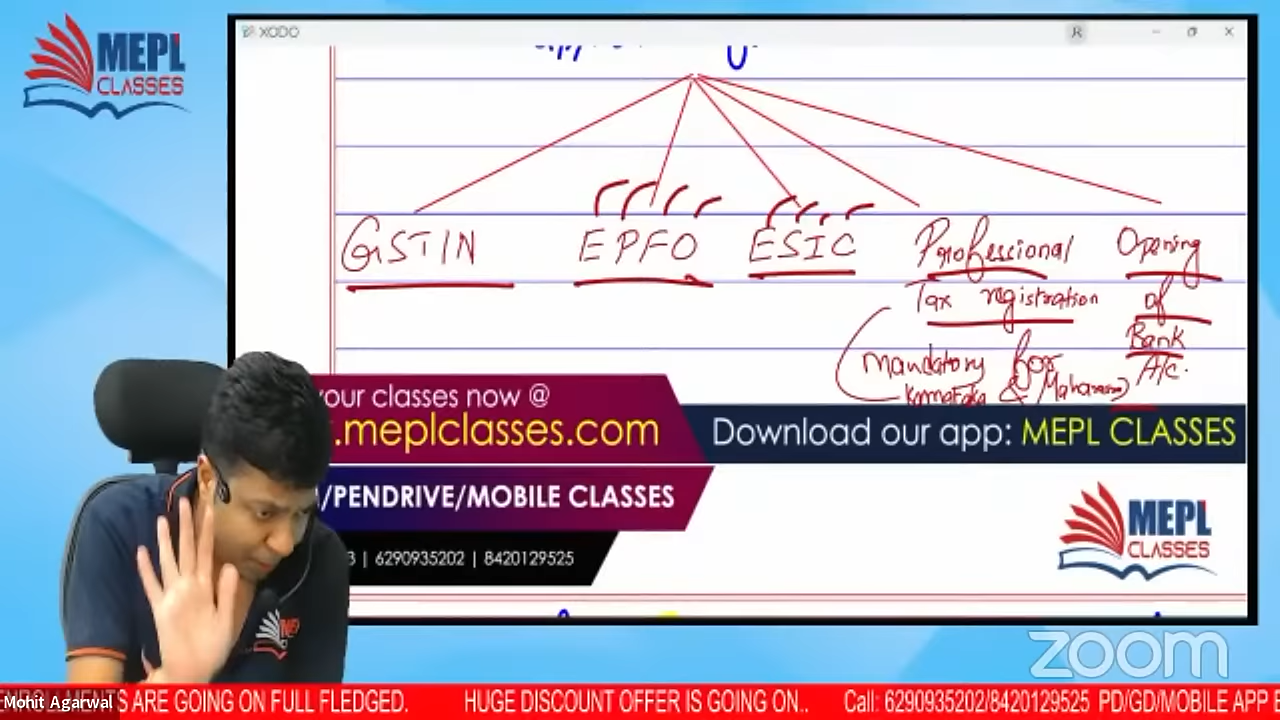 MEPL
CLASSES
XODO
GSTIN
EPFO
ESIC
Professional
Tax registration
Mandatory for
Karnataka &
Opening
of
Bank
A/c.
your classes now @
.meplclasses.com
Download our app: MEPL CLASSES
/PENDRIVE/MOBILE CLASSES
3 | 6290935202 | 8420129525
MEPL
CLASSES
zoom
Mohit Agarwal
S ARE GOING ON FULL FLEDGED. HUGE DISCOUNT OFFER IS GOING ON.. Call: 6290935202/8420129525 PD/GD/MOBILE APP